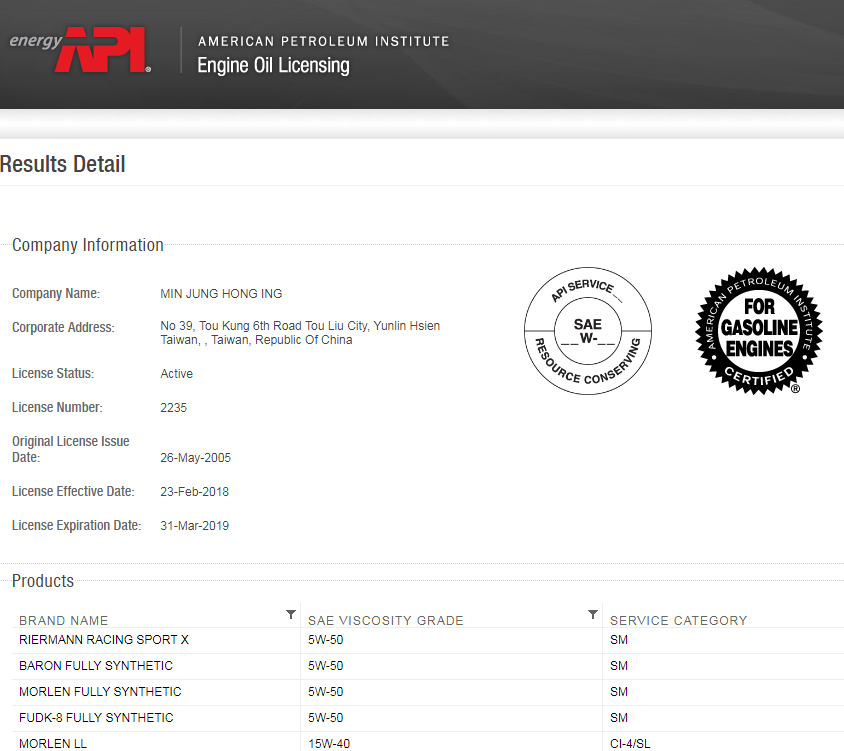 energy API®
AMERICAN PETROLEUM INSTITUTE
Engine Oil Licensing
Results Detail
Company Information
Company Name: MIN JUNG HONG ING
Corporate Address: No 39, Tou Kung 6th Road Tou Liu City, Yunlin Hsien
Taiwan, , Taiwan, Republic Of China
License Status: Active
License Number: 2235
Original License Issue
Date: 26-May-2005
License Effective Date: 23-Feb-2018
License Expiration Date: 31-Mar-2019
API SERVICE __
SAE
__W-__
RESOURCE CONSERVING
AMERICAN PETROLEUM INSTITUTE
FOR
GASOLINE
ENGINES
CERTIFIED
®
Products
BRAND NAME SAE VISCOSITY GRADE SERVICE CATEGORY
RIERMANN RACING SPORT X 5W-50 SM
BARON FULLY SYNTHETIC 5W-50 SM
MORLEN FULLY SYNTHETIC 5W-50 SM
FUDK-8 FULLY SYNTHETIC 5W-50 SM
MORLEN LL 15W-40 CI-4/SL